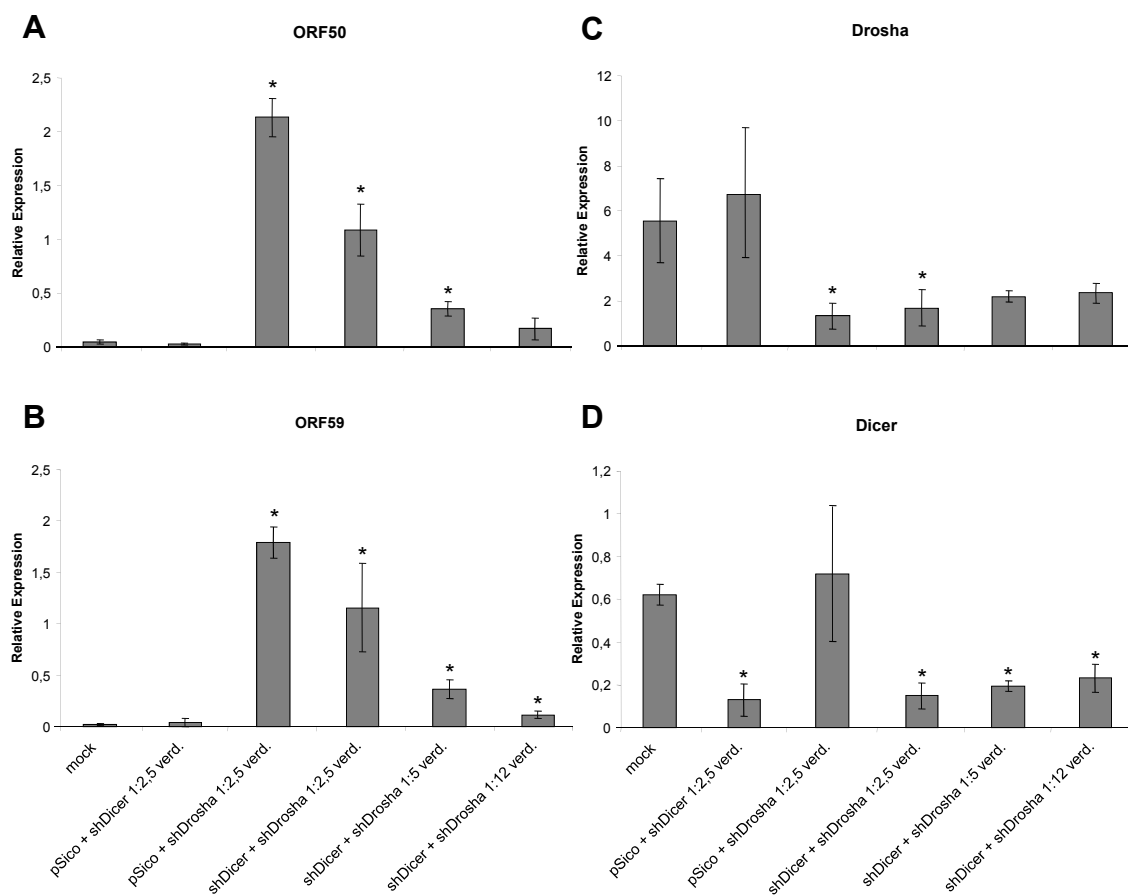 A
ORF50
Relative Expression
2,5
2
1,5
1
0,5
0
*
*
*
C
Drosha
Relative Expression
12
10
8
6
4
2
0
*
*
B
ORF59
Relative Expression
2,5
2
1,5
1
0,5
0
*
*
*
*
mock
pSico + shDicer 1:2,5 verd.
pSico + shDrosha 1:2,5 verd.
shDicer + shDrosha 1:2,5 verd.
shDicer + shDrosha 1:5 verd.
shDicer + shDrosha 1:12 verd.
D
Dicer
Relative Expression
1,2
1
0,8
0,6
0,4
0,2
0
*
*
*
*
mock
pSico + shDicer 1:2,5 verd.
pSico + shDrosha 1:2,5 verd.
shDicer + shDrosha 1:2,5 verd.
shDicer + shDrosha 1:5 verd.
shDicer + shDrosha 1:12 verd.